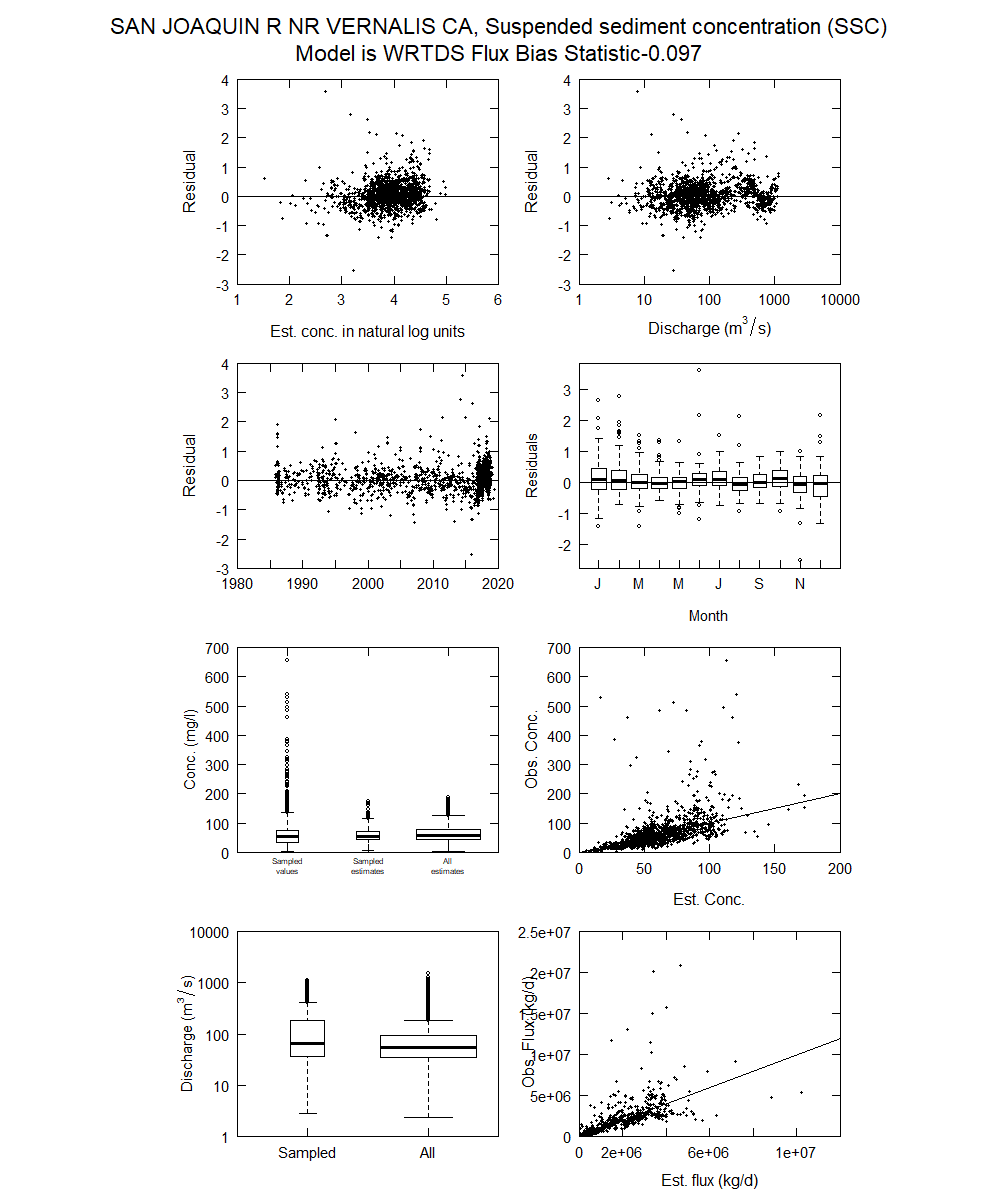 SAN JOAQUIN R NR VERNALIS CA, Suspended sediment concentration (SSC)
Model is WRTDS Flux Bias Statistic-0.097
4
3
2
1
0
-1
-2
-3
Residual
1 2 3 4 5 6
Est. conc. in natural log units
4
3
2
1
0
-1
-2
-3
Residual
1 10 100 1000 10000
Discharge (m3/s)
4
3
2
1
0
-1
-2
-3
Residual
1980 1990 2000 2010 2020
3
2
1
0
-1
-2
Residuals
J M M J S N
Month
700
600
500
400
300
200
100
0
Conc. (mg/l)
Sampled values
Sampled estimates
All estimates
700
600
500
400
300
200
100
0
Obs. Conc.
0 50 100 150 200
Est. Conc.
10000
1000
100
10
1
Discharge (m3/s)
Sampled All
2.5e+07
2e+07
1.5e+07
1e+07
5e+06
0
Obs. Flux (kg/d)
0 2e+06 6e+06 1e+07
Est. flux (kg/d)